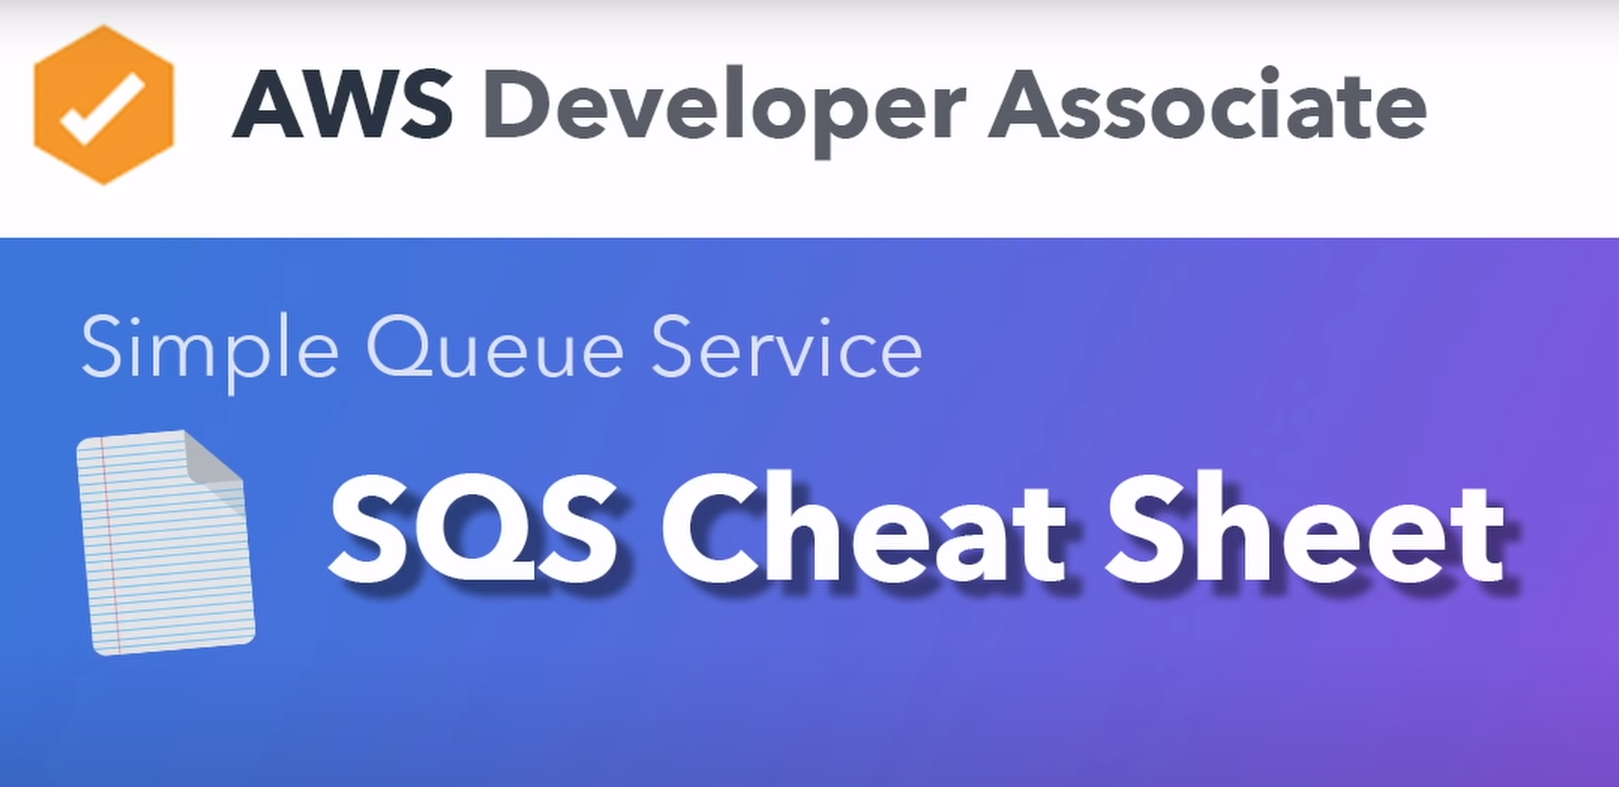 AWS Developer Associate
Simple Queue Service
SQS Cheat Sheet